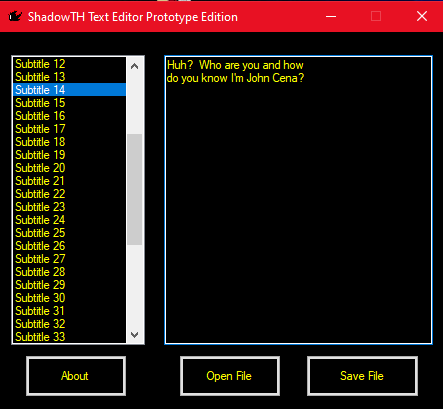 ShadowTH Text Editor Prototype Edition
Subtitle 12
Subtitle 13
Subtitle 14
Subtitle 15
Subtitle 16
Subtitle 17
Subtitle 18
Subtitle 19
Subtitle 20
Subtitle 21
Subtitle 22
Subtitle 23
Subtitle 24
Subtitle 25
Subtitle 26
Subtitle 27
Subtitle 28
Subtitle 29
Subtitle 30
Subtitle 31
Subtitle 32
Subtitle 33
Huh?  Who are you and how
do you know I'm John Cena?
About
Open File
Save File